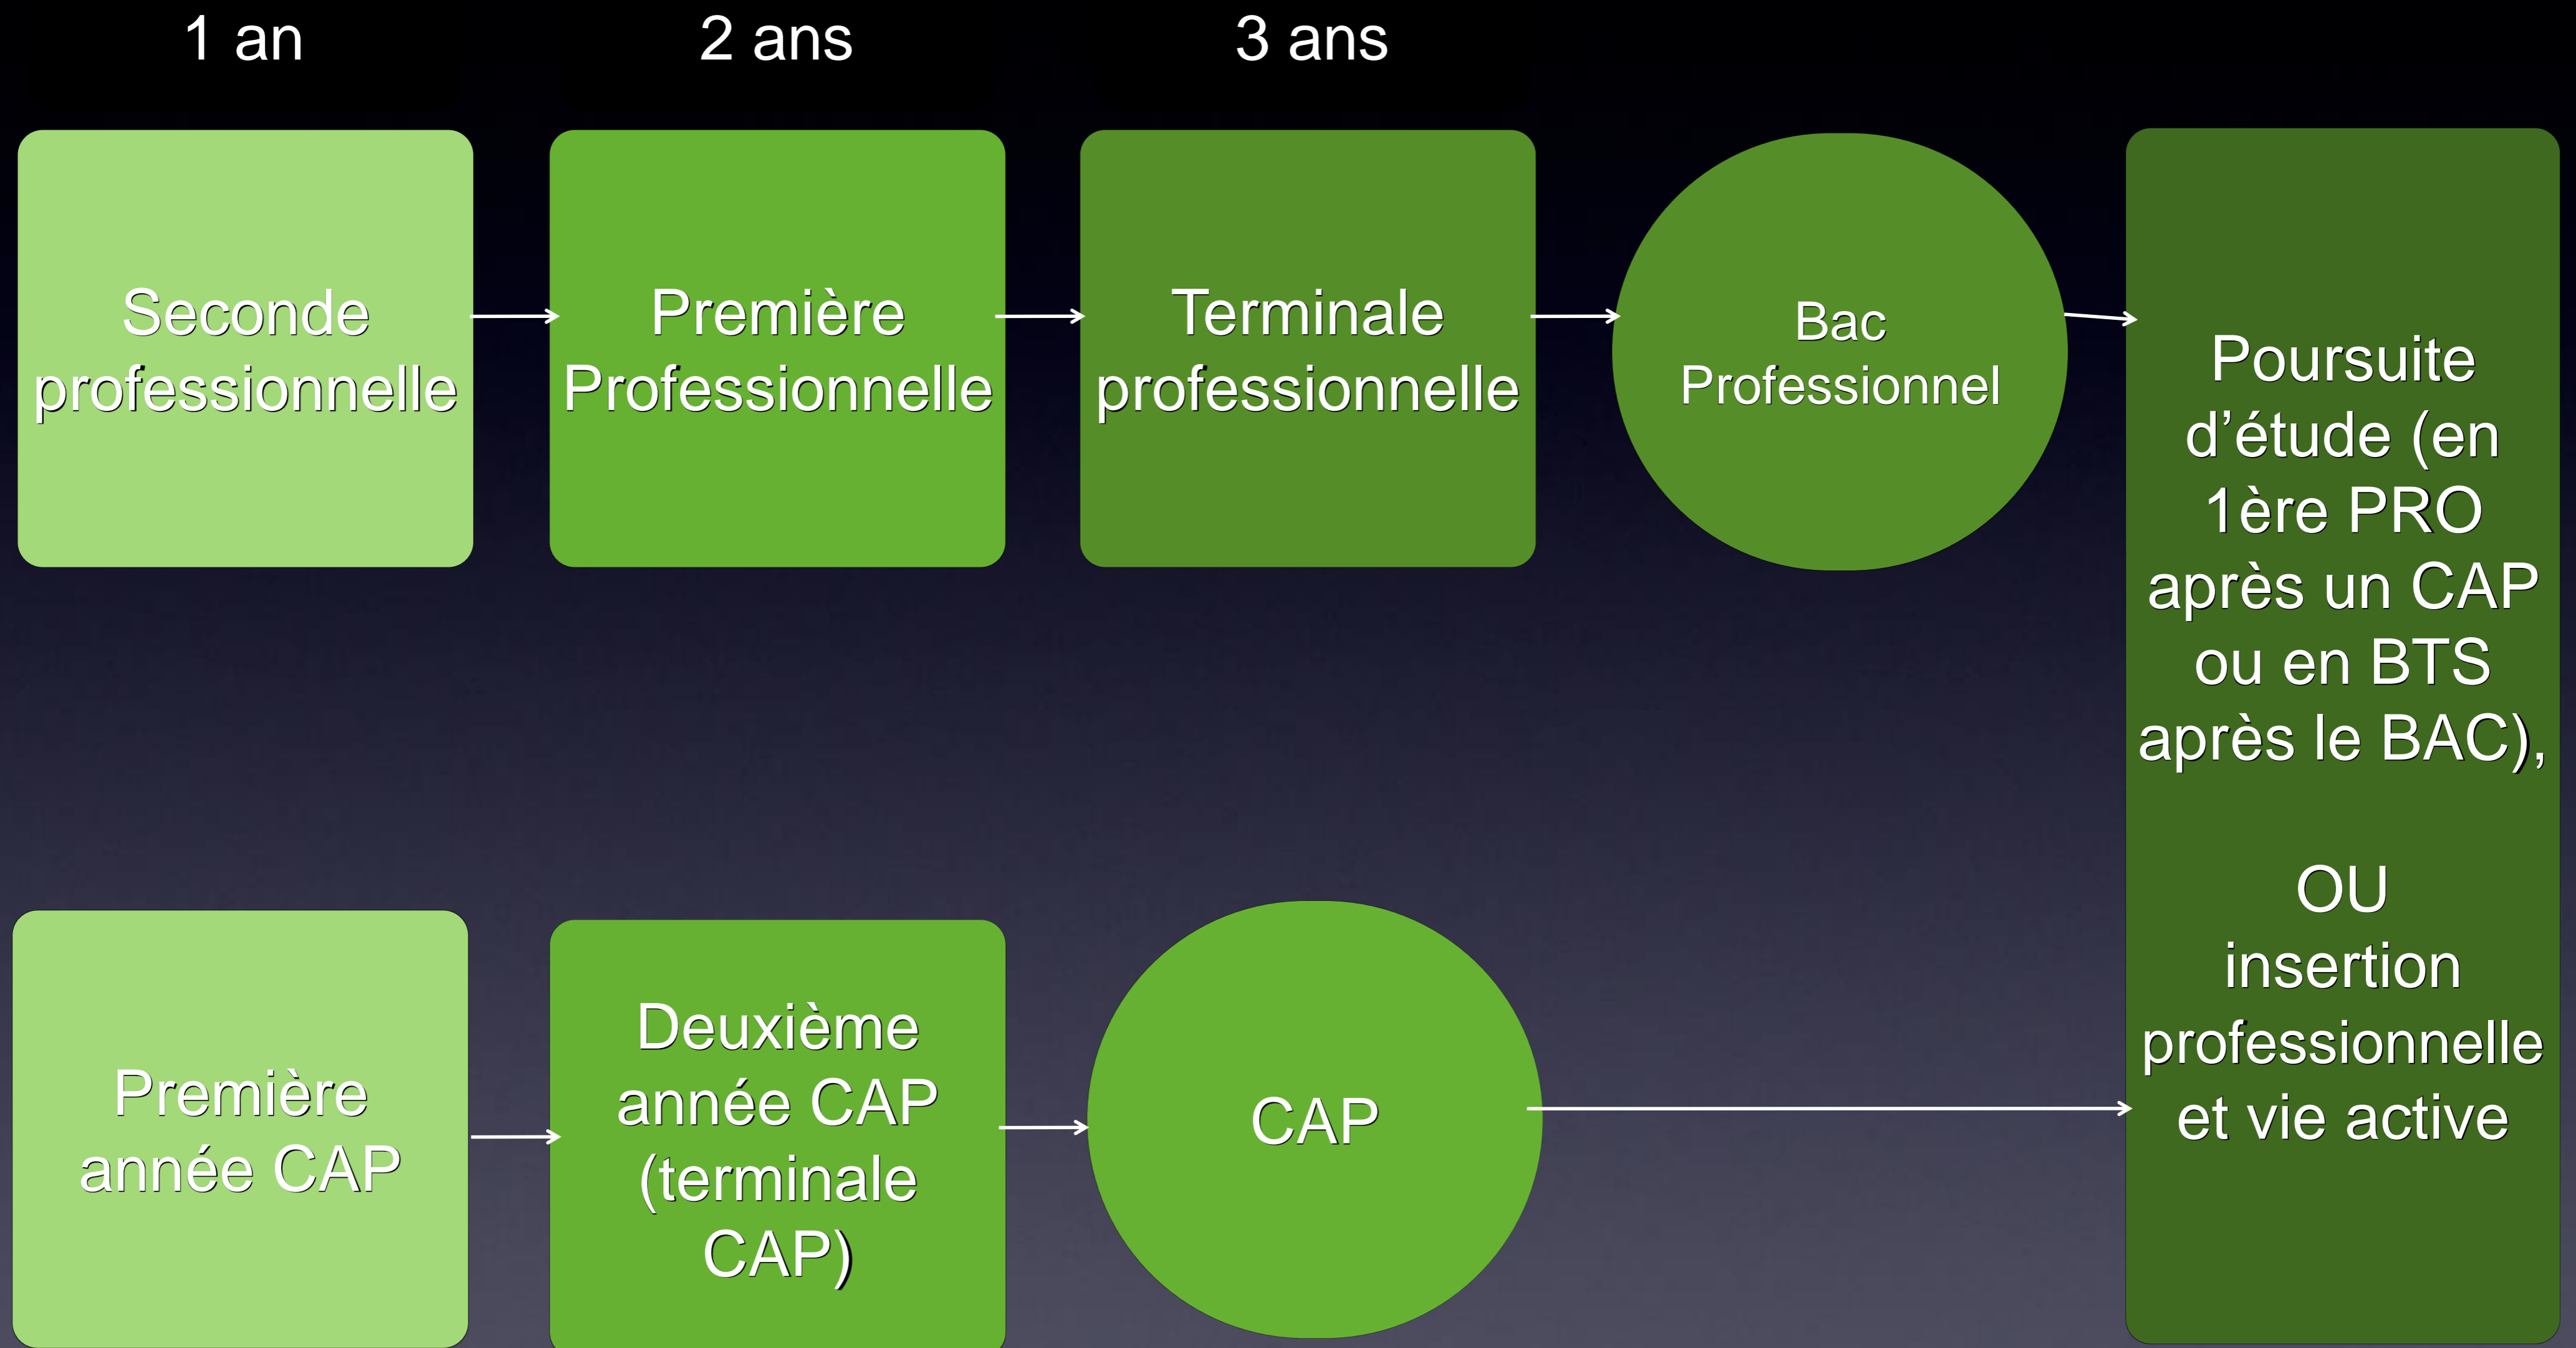 1 an
2 ans
3 ans
Seconde
professionnelle
Première
Professionnelle
Terminale
professionnelle
Bac
Professionnel
Poursuite
d’étude (en
1ère PRO
après un CAP
ou en BTS
après le BAC),
OU
insertion
professionnelle
et vie active
Première
année CAP
Deuxième
année CAP
(terminale
CAP)
CAP